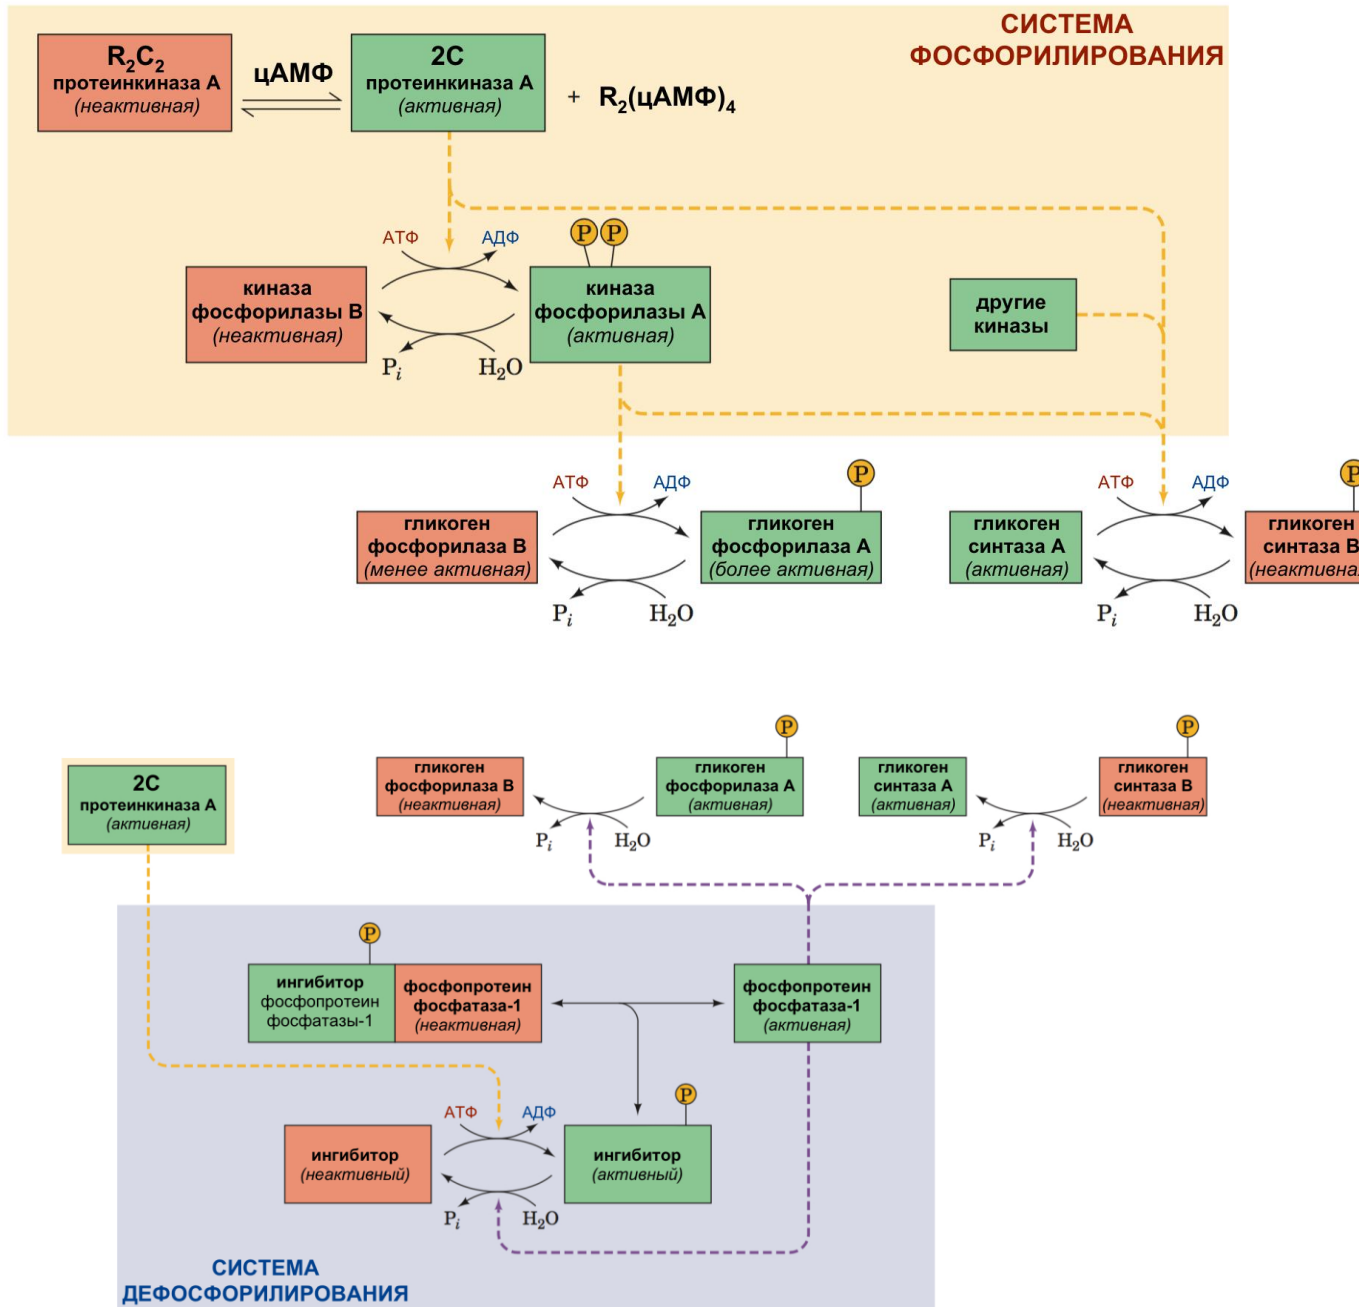 СИСТЕМА
ФОСФОРИЛИРОВАНИЯ
R2C2
протеинкиназа А
(неактивная)
цАМФ
2С
протеинкиназа А
(активная)
+ R2(цАМФ)4
АТФ
АДФ
P P
киназа
фосфорилазы В
(неактивная)
киназа
фосфорилазы А
(активная)
Pi
H2O
другие
киназы
АТФ
АДФ
P
гликоген
фосфорилаза В
(менее активная)
гликоген
фосфорилаза А
(более активная)
Pi
H2O
АТФ
АДФ
P
гликоген
синтаза А
(активная)
гликоген
синтаза В
(неактивна
Pi
H2O
2С
протеинкиназа А
(активная)
гликоген
фосфорилаза В
(неактивная)
P
гликоген
фосфорилаза А
(активная)
Pi
H2O
гликоген
синтаза А
(активная)
P
гликоген
синтаза В
(неактивная)
Pi
H2O
P
ингибитор
фосфопротеин
фосфатазы-1
фосфопротеин
фосфатаза-1
(неактивная)
фосфопротеин
фосфатаза-1
(активная)
АТФ
АДФ
P
ингибитор
(неактивный)
ингибитор
(активный)
Pi
H2O
СИСТЕМА
ДЕФОСФОРИЛИРОВАНИЯ